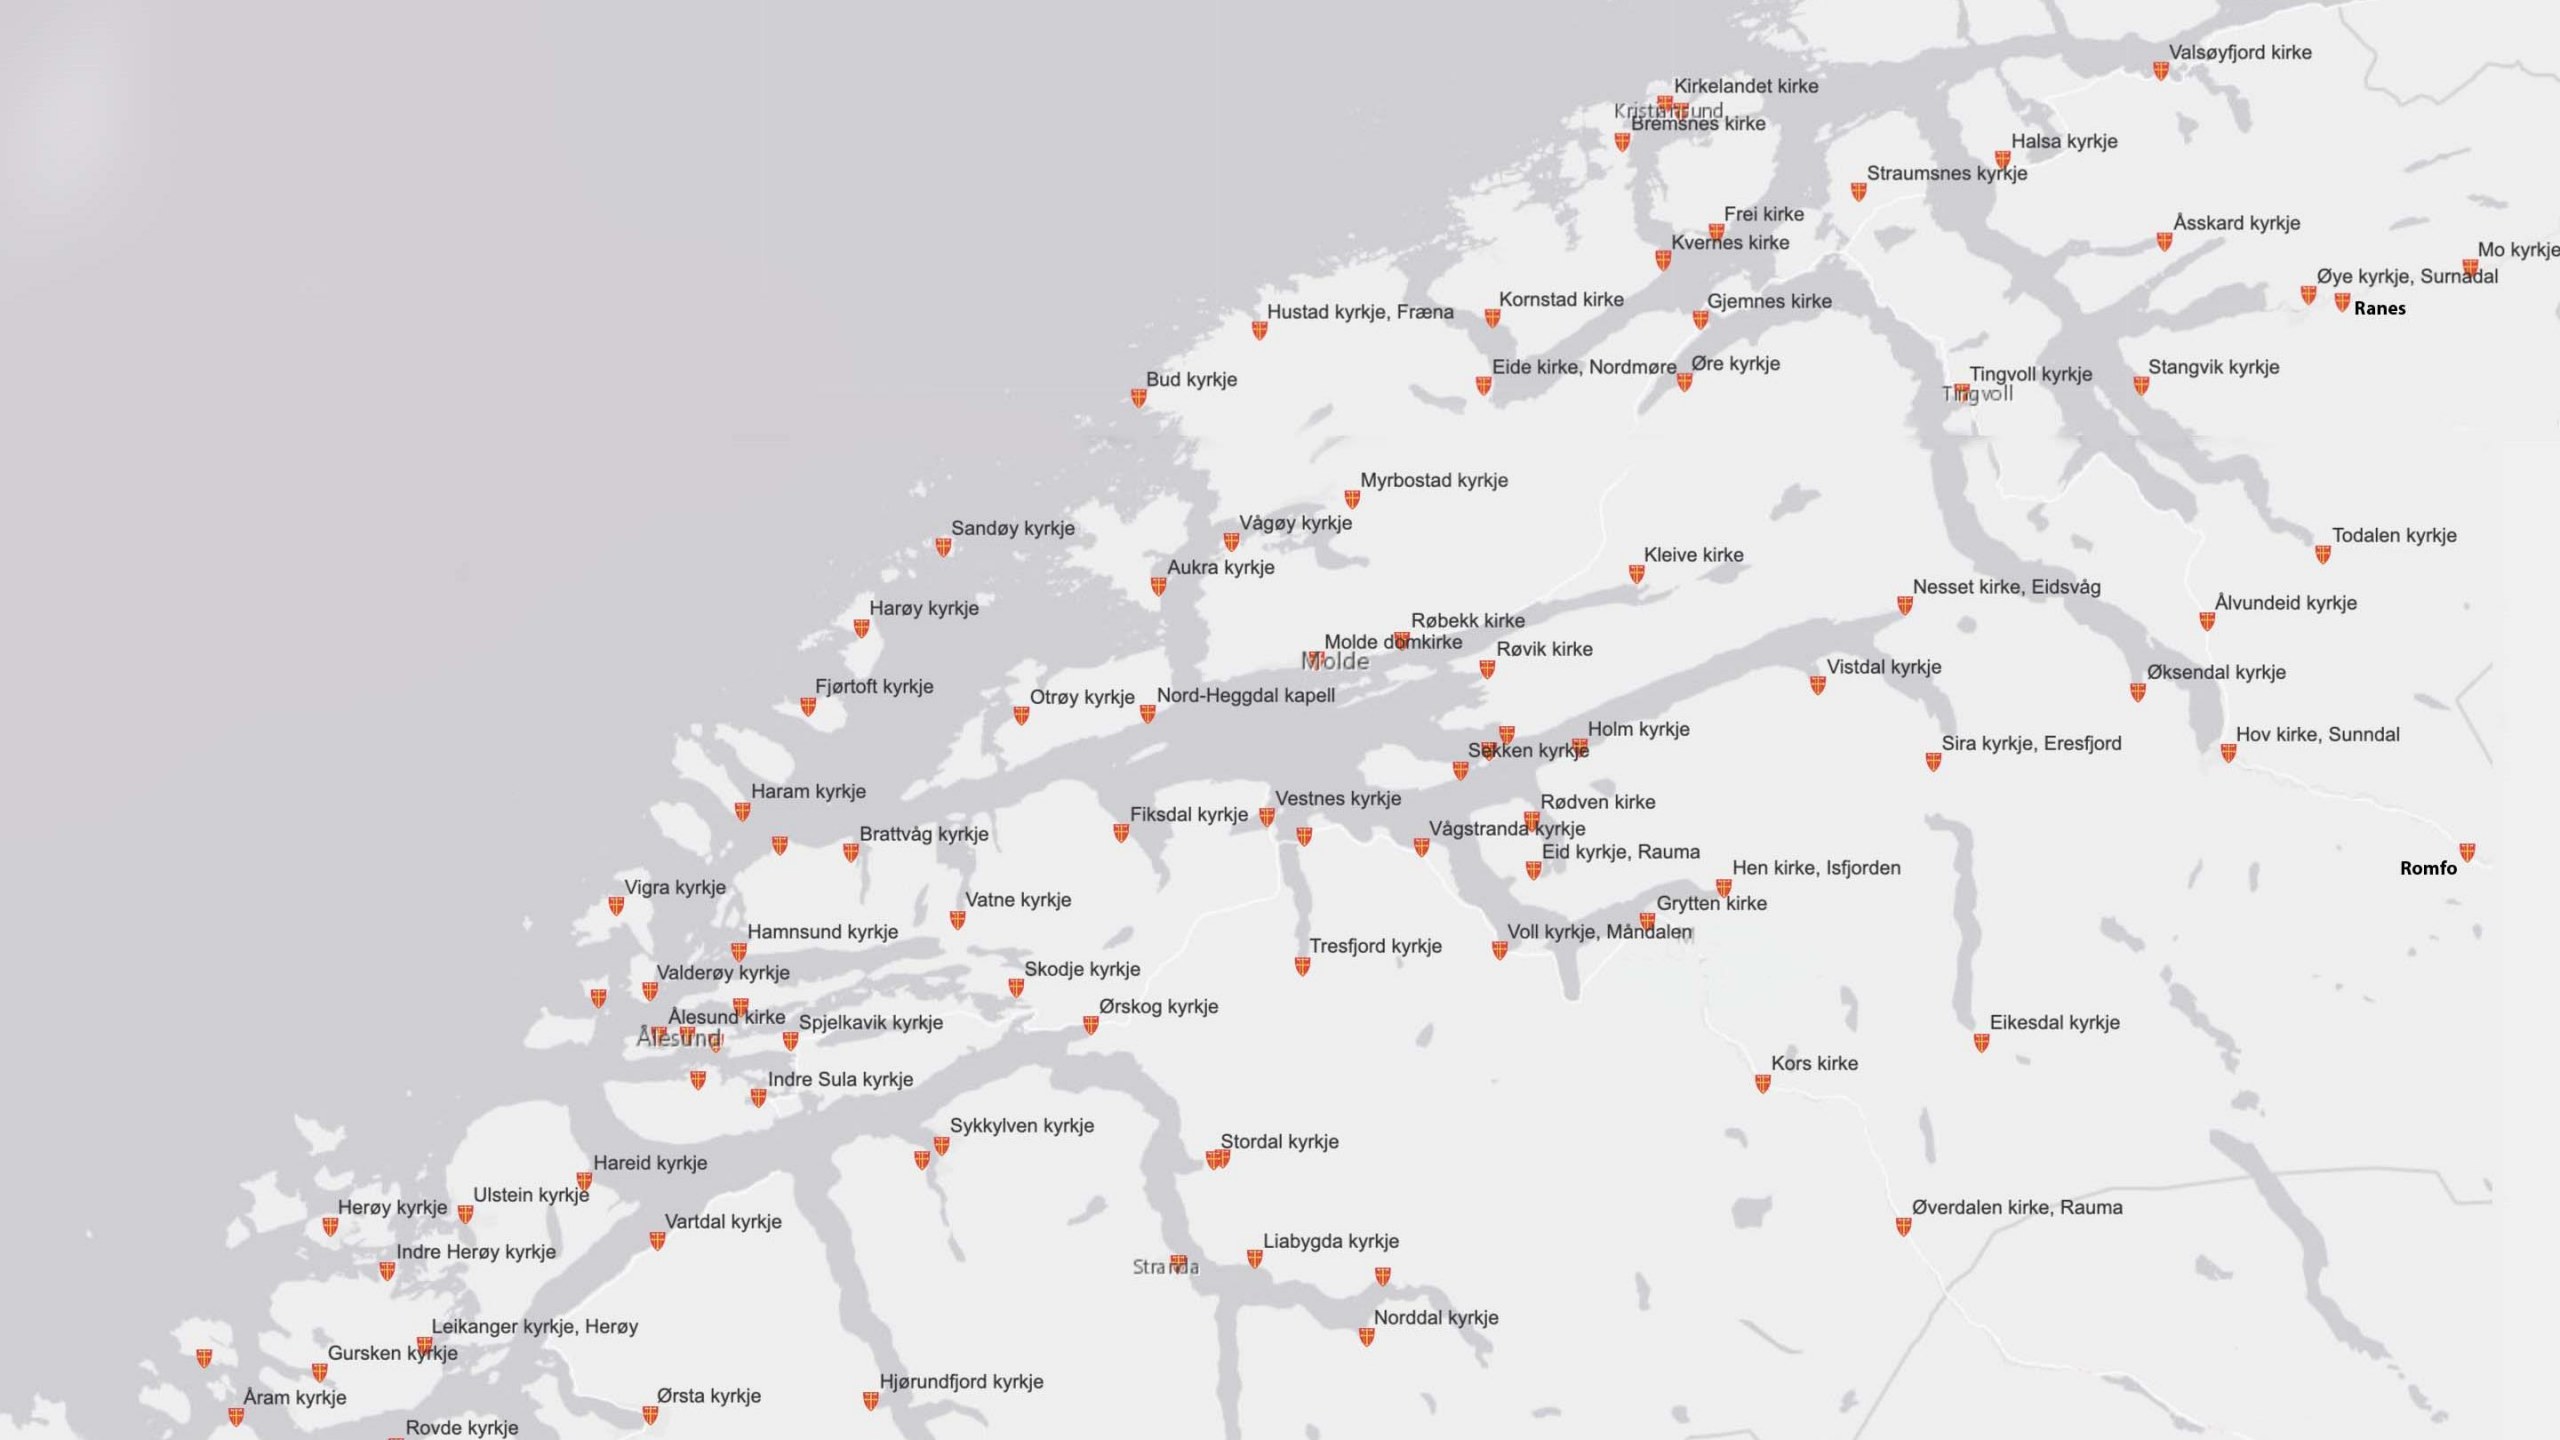 Valsøyfjord kirke
Kirkelandet kirke
Kristiansund
Bremsnes kirke
Halsa kyrkje
Straumsnes kyrkje
Frei kirke
Åsskard kyrkje
Kvernes kirke
Mo kyrkje
Øye kyrkje, Surnadal
Kornstad kirke
Gjemnes kirke
Ranes
Hustad kyrkje, Fræna
Eide kirke, Nordmøre
Øre kyrkje
Stangvik kyrkje
Tingvoll kyrkje
Bud kyrkje
Tingvoll
Myrbostad kyrkje
Vågøy kyrkje
Sandøy kyrkje
Todalen kyrkje
Kleive kirke
Aukra kyrkje
Nesset kirke, Eidsvåg
Ålvundeid kyrkje
Harøy kyrkje
Røbekk kirke
Molde domkirke
Røvik kirke
Molde
Vistdal kyrkje
Øksendal kyrkje
Fjørtoft kyrkje
Otrøy kyrkje
Nord-Heggdal kapell
Holm kyrkje
Hov kirke, Sunndal
Sira kyrkje, Eresfjord
Sekken kyrkje
Haram kyrkje
Vestnes kyrkje
Rødven kirke
Fiksdal kyrkje
Brattvåg kyrkje
Vågstranda kyrkje
Eid kyrkje, Rauma
Hen kirke, Isfjorden
Romfo
Vigra kyrkje
Vatne kyrkje
Grytten kirke
Hamnsund kyrkje
Voll kyrkje, Måndalen
Tresfjord kyrkje
Valderøy kyrkje
Skodje kyrkje
Ørskog kyrkje
Ålesund kirke
Spjelkavik kyrkje
Eikesdal kyrkje
Ålesund
Kors kirke
Indre Sula kyrkje
Sykkylven kyrkje
Stordal kyrkje
Hareid kyrkje
Ulstein kyrkje
Herøy kyrkje
Øverdalen kirke, Rauma
Vartdal kyrkje
Liabygda kyrkje
Indre Herøy kyrkje
Stranda
Norddal kyrkje
Leikanger kyrkje, Herøy
Gursken kyrkje
Hjørundfjord kyrkje
Åram kyrkje
Ørsta kyrkje
Rovde kyrkje